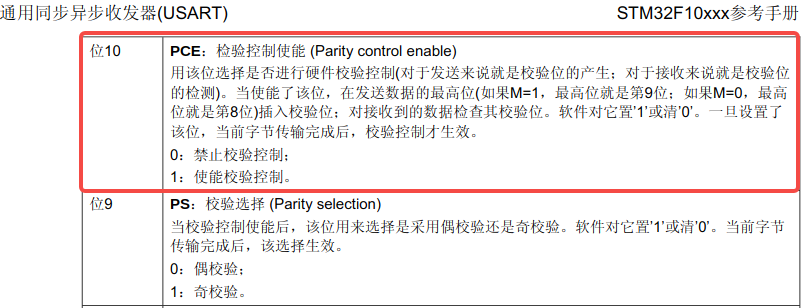 通用同步异步收发器(USART)
STM32F10xxx参考手册
位10
PCE：检验控制使能 (Parity control enable)
用该位选择是否进行硬件校验控制(对于发送来说就是校验位的产生；对于接收来说就是校验位
的检测)。当使能了该位，在发送数据的最高位(如果M=1，最高位就是第9位；如果M=0，最高
位就是第8位)插入校验位；对接收到的数据检查其校验位。软件对它置’1’或清’0’。一旦设置了
该位，当前字节传输完成后，校验控制才生效。
0：禁止校验控制；
1：使能校验控制。
位9
PS：校验选择 (Parity selection)
当校验控制使能后，该位用来选择是采用偶校验还是奇校验。软件对它置’1’或清’0’。当前字节
传输完成后，该选择生效。
0：偶校验；
1：奇校验。